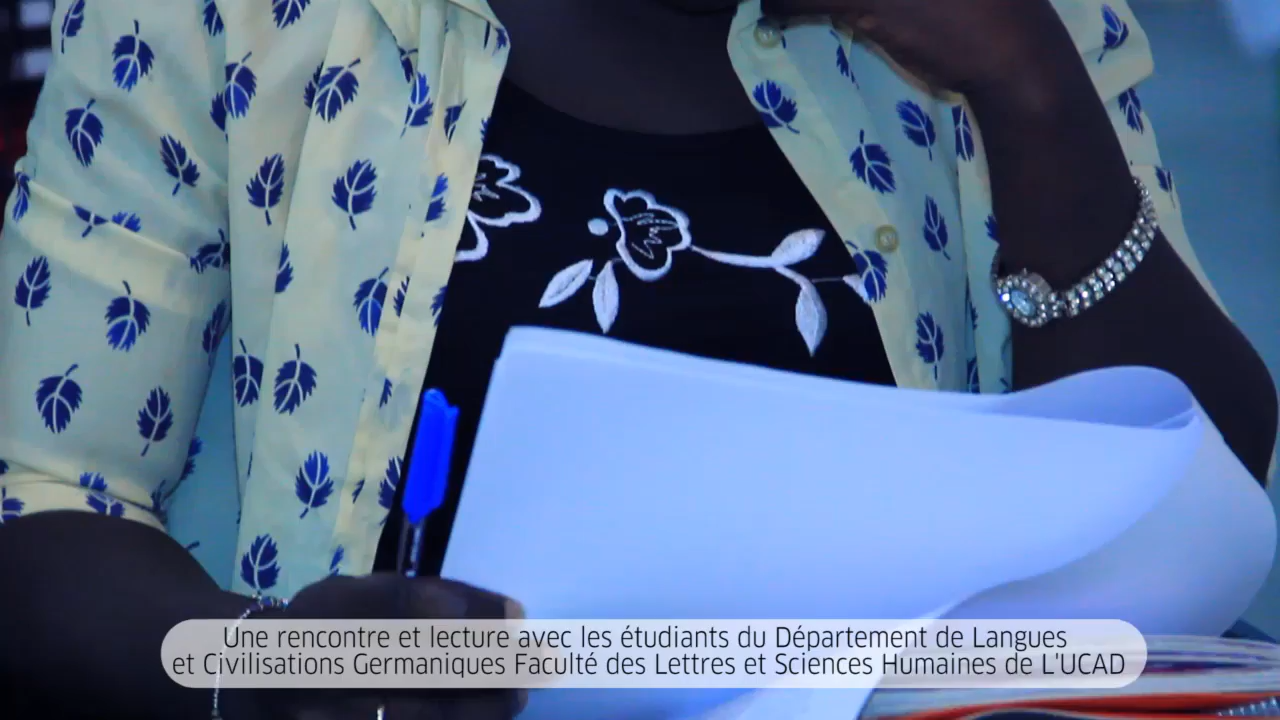 Une rencontre et lecture avec les étudiants du Département de Langues
et Civilisations Germaniques Faculté des Lettres et Sciences Humaines de L'UCAD